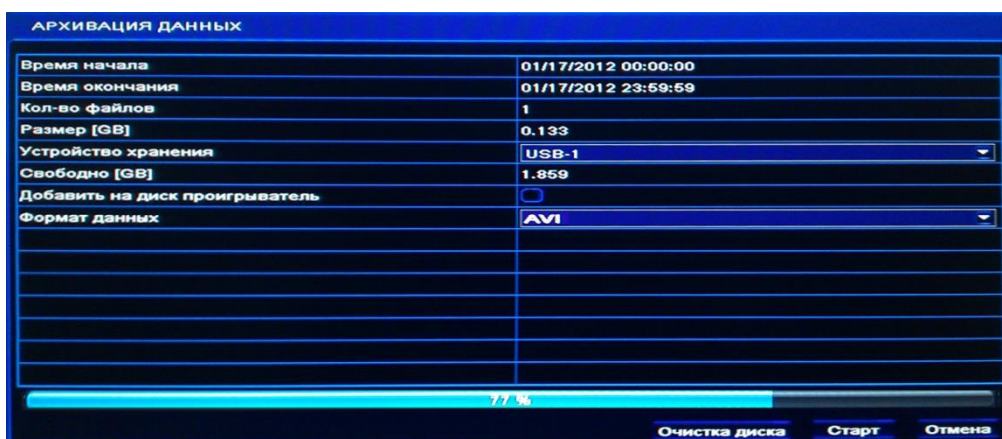 АРХИВАЦИЯ ДАННЫХ
Время начала 01/17/2012 00:00:00
Время окончания 01/17/2012 23:59:59
Кол-во файлов 1
Размер [GB] 0.133
Устройство хранения USB-1
Свободно [GB] 1.859
Добавить на диск проигрыватель
Формат данных AVI
77 %
Очистка диска Старт Отмена